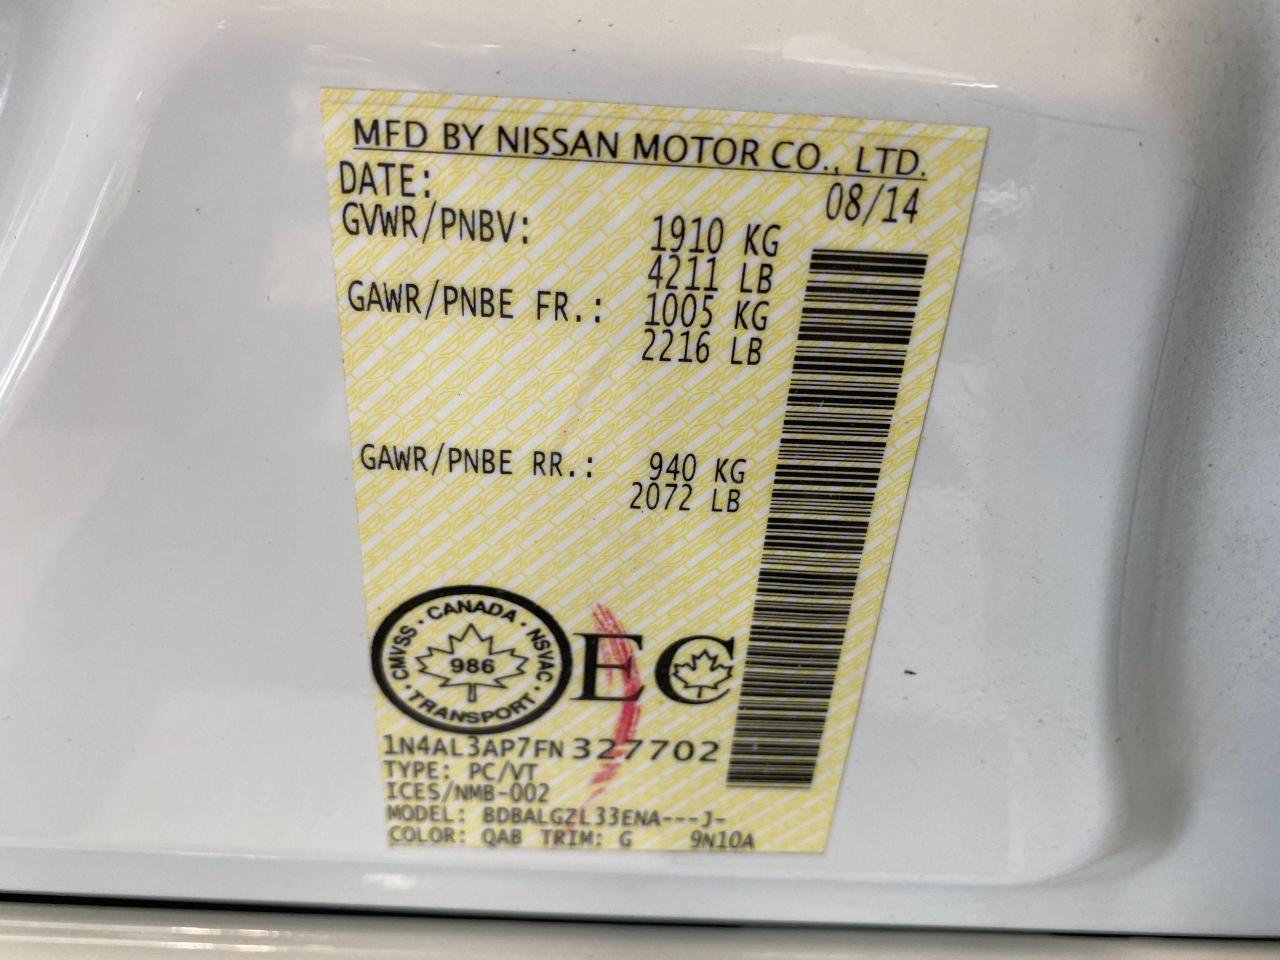 MFD BY NISSAN MOTOR CO., LTD.
DATE: 08/14
GVWR/PNBV: 1910 KG
4211 LB
GAWR/PNBE FR.: 1005 KG
2216 LB
GAWR/PNBE RR.: 940 KG
2072 LB
CANADA · NSVAC · TRANSPORT · CMVSS ·
986
EC
1N4AL3AP7FN327702
TYPE: PC/VT
ICES/NMB-002
MODEL: BDBALGZL33ENA---J-
COLOR: QAB TRIM: G 9N10A